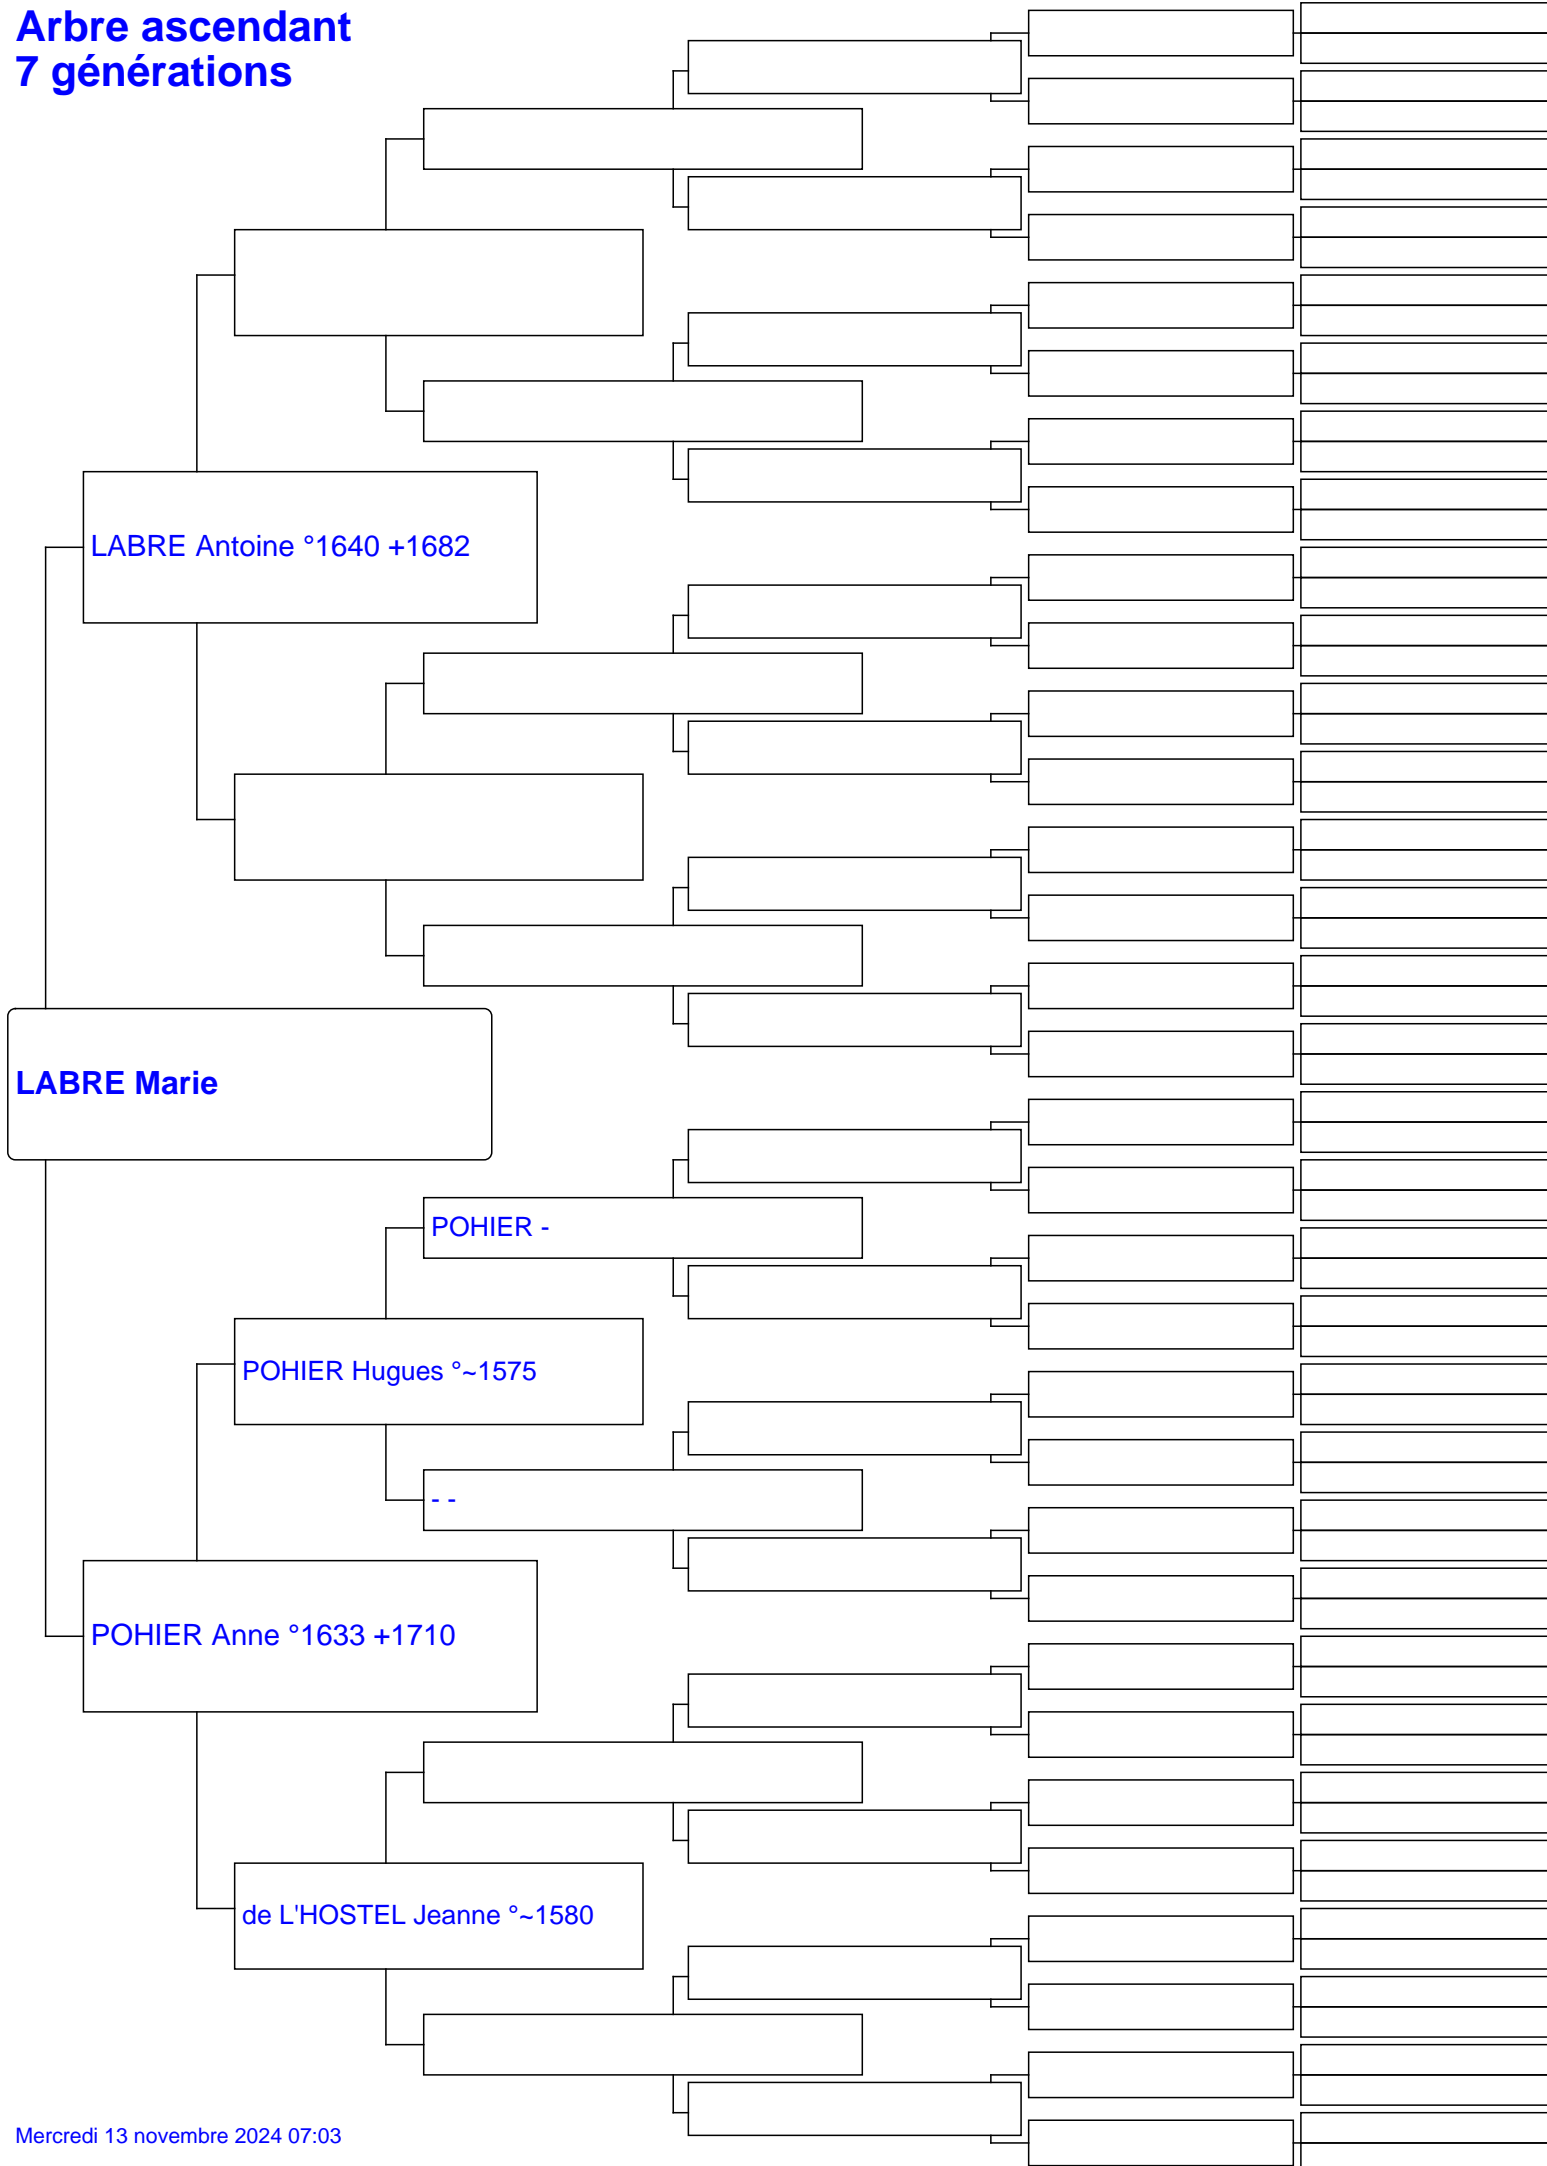 Arbre ascendant
7 générations
LABRE Antoine °1640 +1682
LABRE Marie
POHIER -
POHIER Hugues °~1575
- -
POHIER Anne °1633 +1710
de L'HOSTEL Jeanne °~1580
Mercredi 13 novembre 2024 07:03